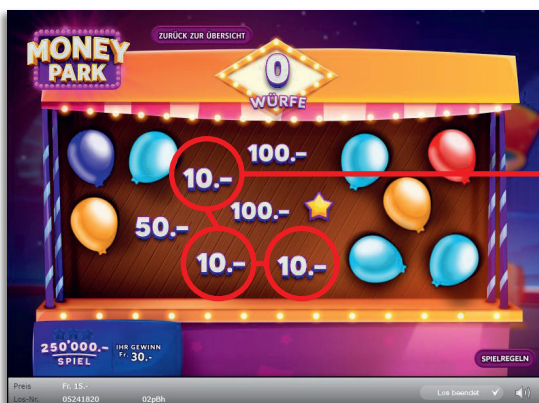 MONEY
PARK
ZURÜCK ZUR ÜBERSICHT
0
WÜRFE
100.–
10.–
100.–
50.–
10.–
10.–
250'000.–
SPIEL
IHR GEWINN
Fr. 30.-
SPIELREGELN
Preis
Fr. 15.-
Los beendet
Los-Nr.
05241820
02pBh